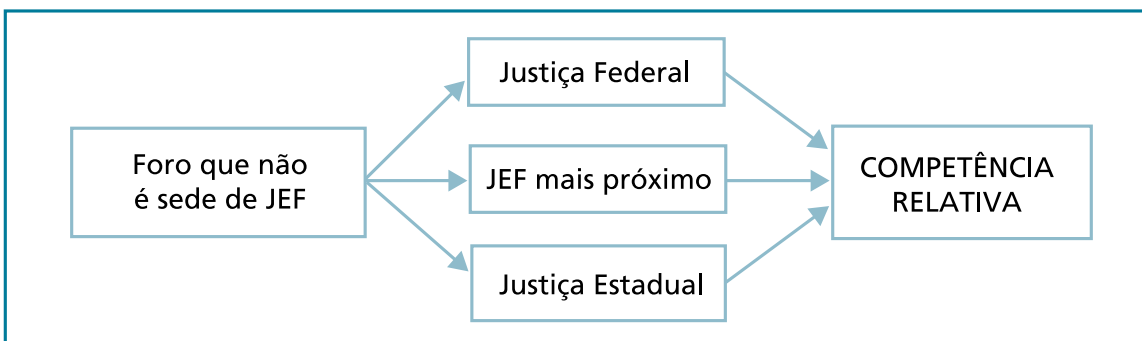 Foro que não
é sede de JEF
Justiça Federal
JEF mais próximo
Justiça Estadual
COMPETÊNCIA
RELATIVA